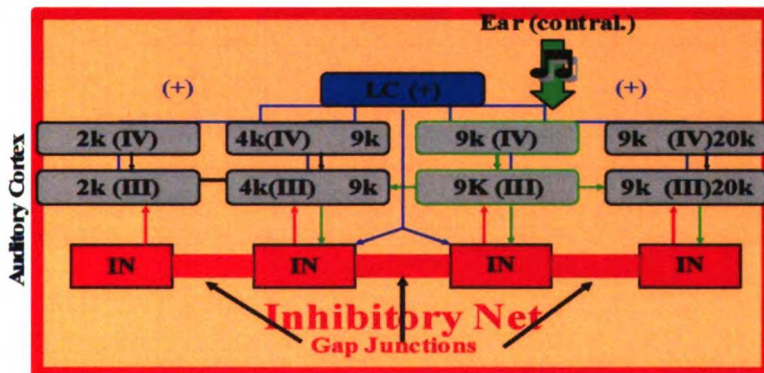 Ear (contral.)
(+) LC (+) (+)
2k (IV) 4k(IV) 9k 9k (IV) 9k (IV)20k
2k (III) 4k(III) 9k 9K (III) 9k (III)20k
Auditory Cortex
IN IN IN IN
Inhibitory Net
Gap Junctions